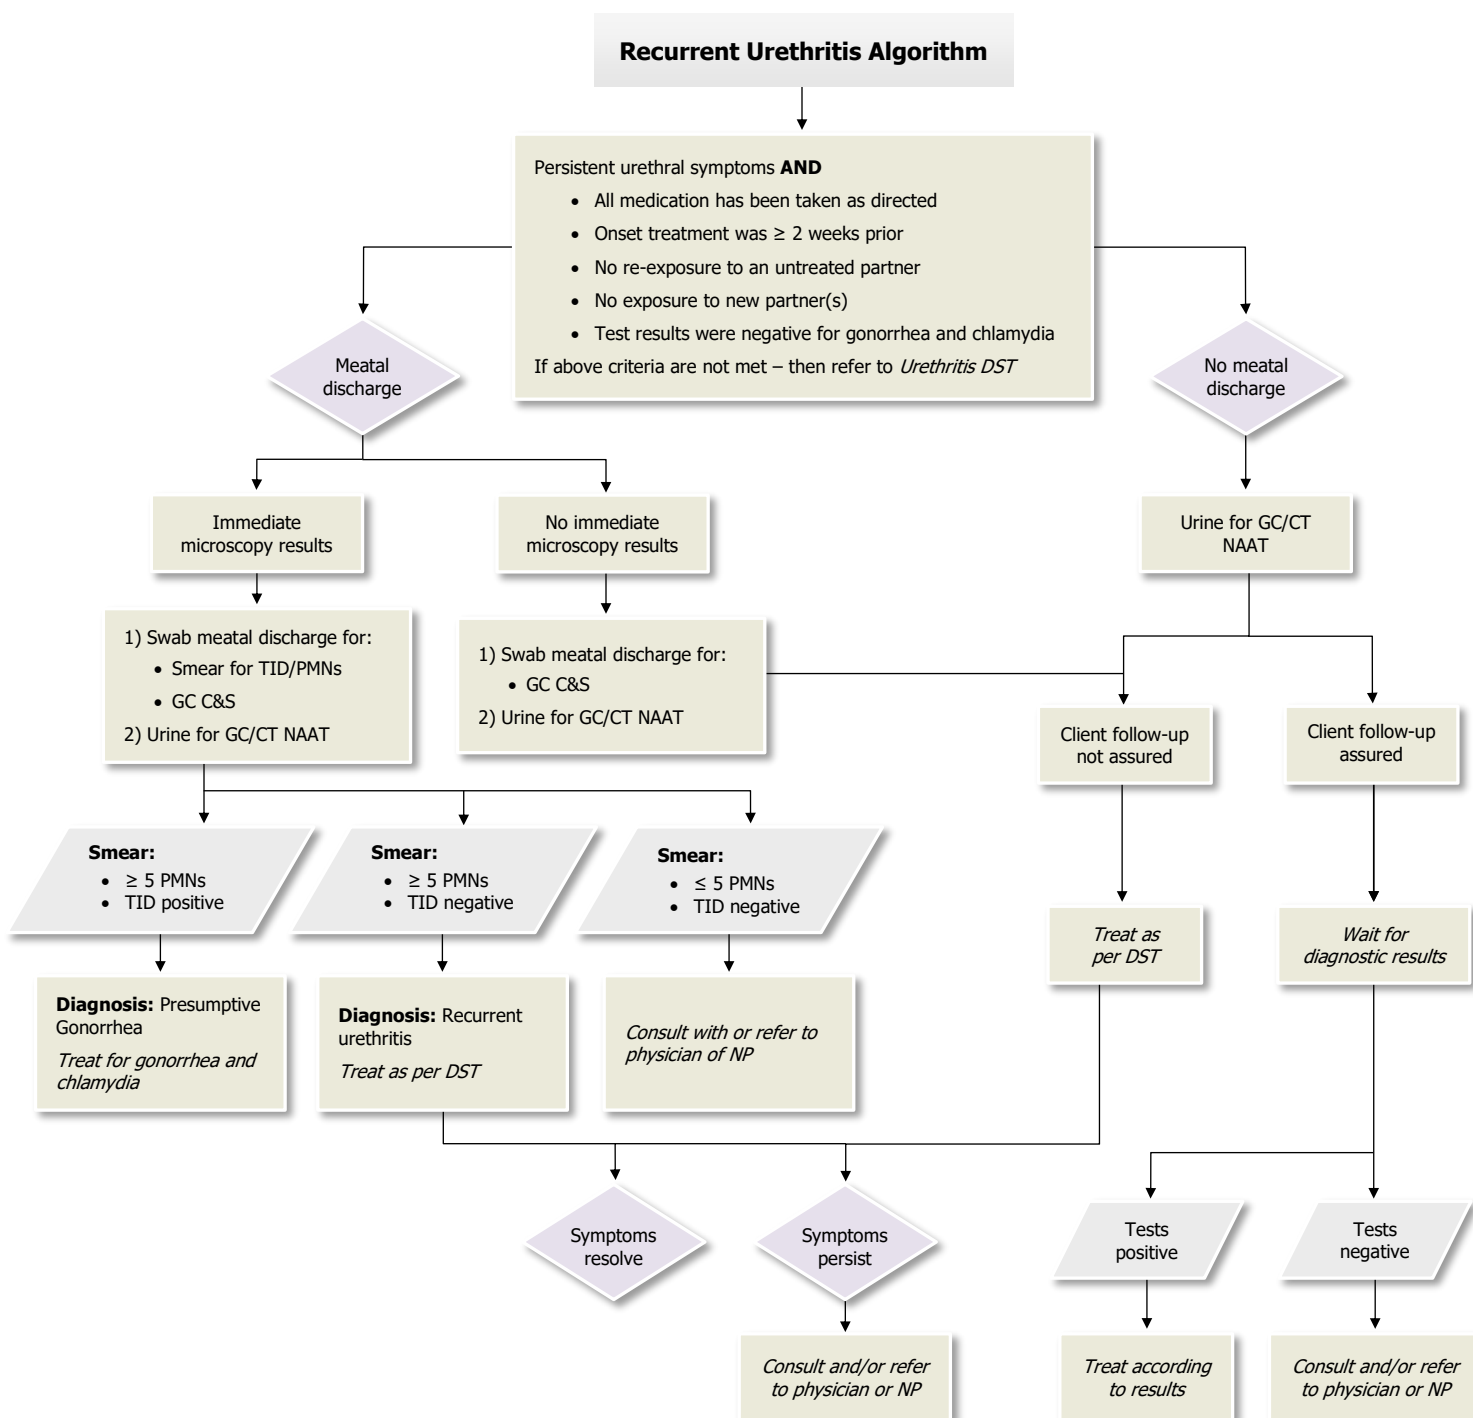 Recurrent Urethritis Algorithm
Persistent urethral symptoms AND
• All medication has been taken as directed
• Onset treatment was ≥ 2 weeks prior
• No re-exposure to an untreated partner
• No exposure to new partner(s)
• Test results were negative for gonorrhea and chlamydia
If above criteria are not met – then refer to Urethritis DST
Meatal
discharge
No meatal
discharge
Immediate
microscopy results
No immediate
microscopy results
Urine for GC/CT
NAAT
1) Swab meatal discharge for:
• Smear for TID/PMNs
• GC C&S
2) Urine for GC/CT NAAT
1) Swab meatal discharge for:
• GC C&S
2) Urine for GC/CT NAAT
Client follow-up
not assured
Client follow-up
assured
Smear:
• ≥ 5 PMNs
• TID positive
Smear:
• ≥ 5 PMNs
• TID negative
Smear:
• ≤ 5 PMNs
• TID negative
Treat as
per DST
Wait for
diagnostic results
Diagnosis: Presumptive
Gonorrhea
Treat for gonorrhea and
chlamydia
Diagnosis: Recurrent
urethritis
Treat as per DST
Consult with or refer to
physician of NP
Symptoms
resolve
Symptoms
persist
Tests
positive
Tests
negative
Consult and/or refer
to physician or NP
Treat according
to results
Consult and/or refer
to physician or NP